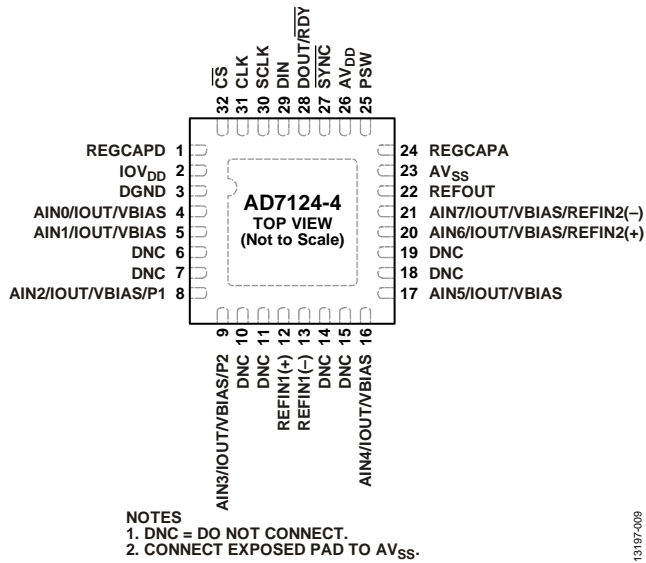 32 C̅S̅
31 CLK
30 SCLK
29 DIN
28 DOUT/R̅D̅Y̅
27 S̅Y̅N̅C̅
26 AVDD
25 PSW
REGCAPD 1
IOVDD 2
DGND 3
AIN0/IOUT/VBIAS 4
AIN1/IOUT/VBIAS 5
DNC 6
DNC 7
AIN2/IOUT/VBIAS/P1 8
AD7124-4
TOP VIEW
(Not to Scale)
24 REGCAPA
23 AVSS
22 REFOUT
21 AIN7/IOUT/VBIAS/REFIN2(–)
20 AIN6/IOUT/VBIAS/REFIN2(+)
19 DNC
18 DNC
17 AIN5/IOUT/VBIAS
AIN3/IOUT/VBIAS/P2 9
DNC 10
DNC 11
REFIN1(+) 12
REFIN1(–) 13
DNC 14
DNC 15
AIN4/IOUT/VBIAS 16
NOTES
1. DNC = DO NOT CONNECT.
2. CONNECT EXPOSED PAD TO AVSS.
13197-009